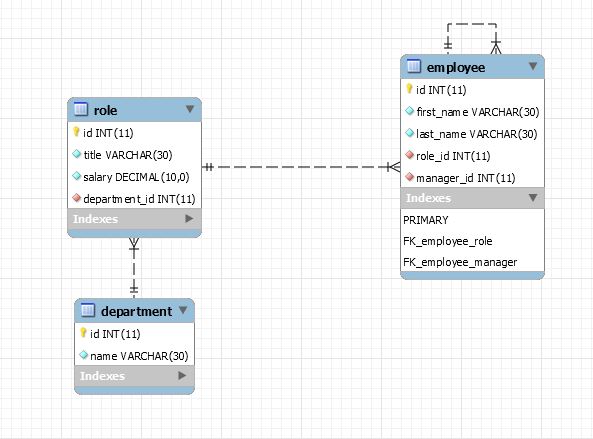 role
id INT(11)
title VARCHAR(30)
salary DECIMAL(10,0)
department_id INT(11)
Indexes
department
id INT(11)
name VARCHAR(30)
Indexes
employee
id INT(11)
first_name VARCHAR(30)
last_name VARCHAR(30)
role_id INT(11)
manager_id INT(11)
Indexes
PRIMARY
FK_employee_role
FK_employee_manager